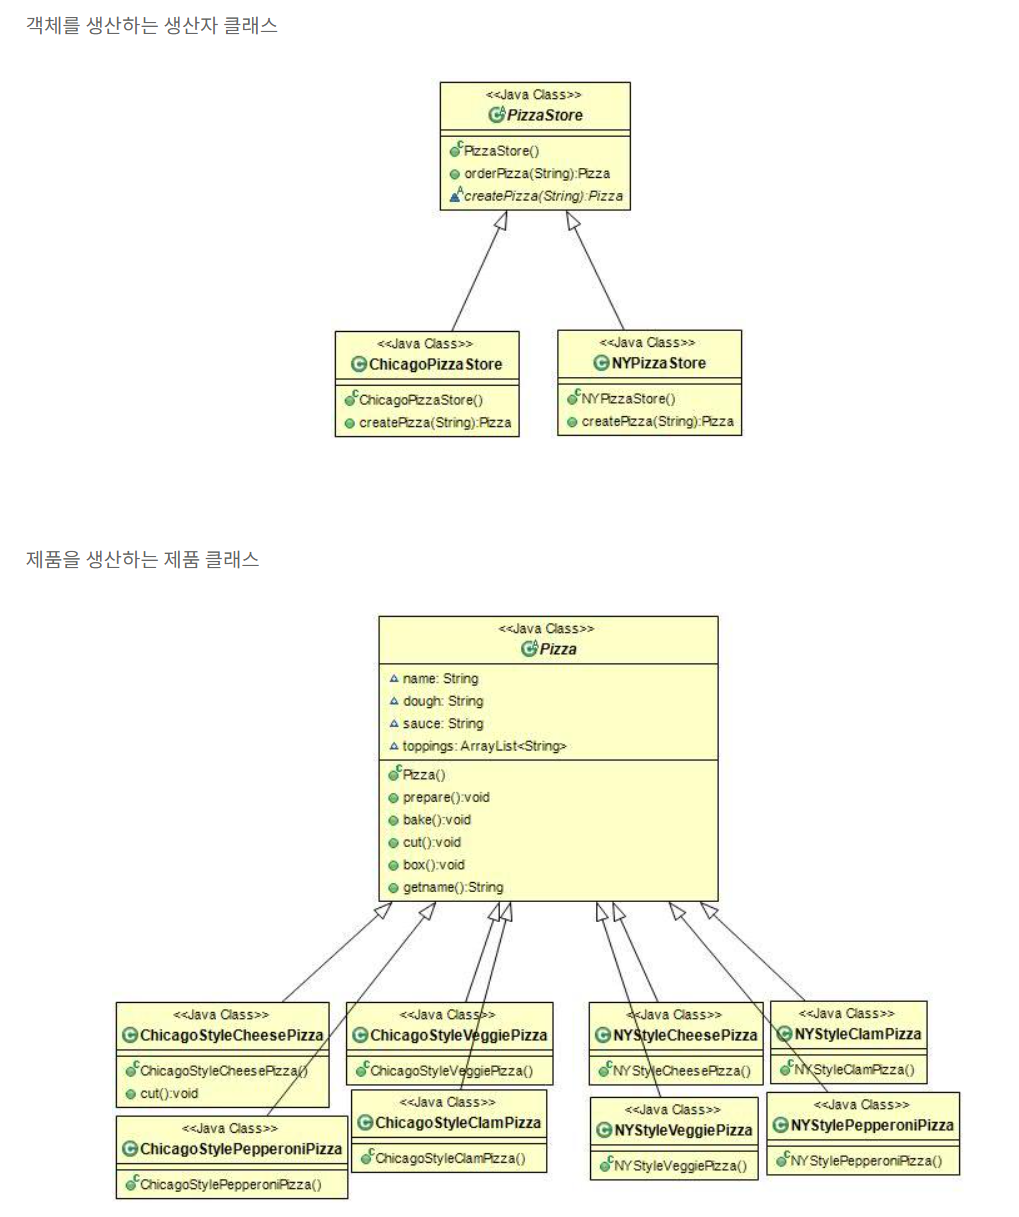 객체를 생산하는 생산자 클래스
<<Java Class>>
PizzaStore
PizzaStore()
orderPizza(String):Pizza
createPizza(String):Pizza
<<Java Class>>
ChicagoPizzaStore
ChicagoPizzaStore()
createPizza(String):Pizza
<<Java Class>>
NYPizzaStore
NYPizzaStore()
createPizza(String):Pizza
제품을 생산하는 제품 클래스
<<Java Class>>
Pizza
name: String
dough: String
sauce: String
toppings: ArrayList<String>
Pizza()
prepare():void
bake():void
cut():void
box():void
getname():String
<<Java Class>>
ChicagoStyleCheesePizza
ChicagoStyleCheesePizza()
cut():void
<<Java Class>>
ChicagoStyleVeggiePizza
ChicagoStyleVeggiePizza()
<<Java Class>>
NYStyleCheesePizza
NYStyleCheesePizza()
<<Java Class>>
NYStyleClamPizza
NYStyleClamPizza()
<<Java Class>>
ChicagoStylePepperoniPizza
ChicagoStylePepperoniPizza()
<<Java Class>>
ChicagoStyleClamPizza
ChicagoStyleClamPizza()
<<Java Class>>
NYStyleVeggiePizza
NYStyleVeggiePizza()
<<Java Class>>
NYStylePepperoniPizza
NYStylePepperoniPizza()